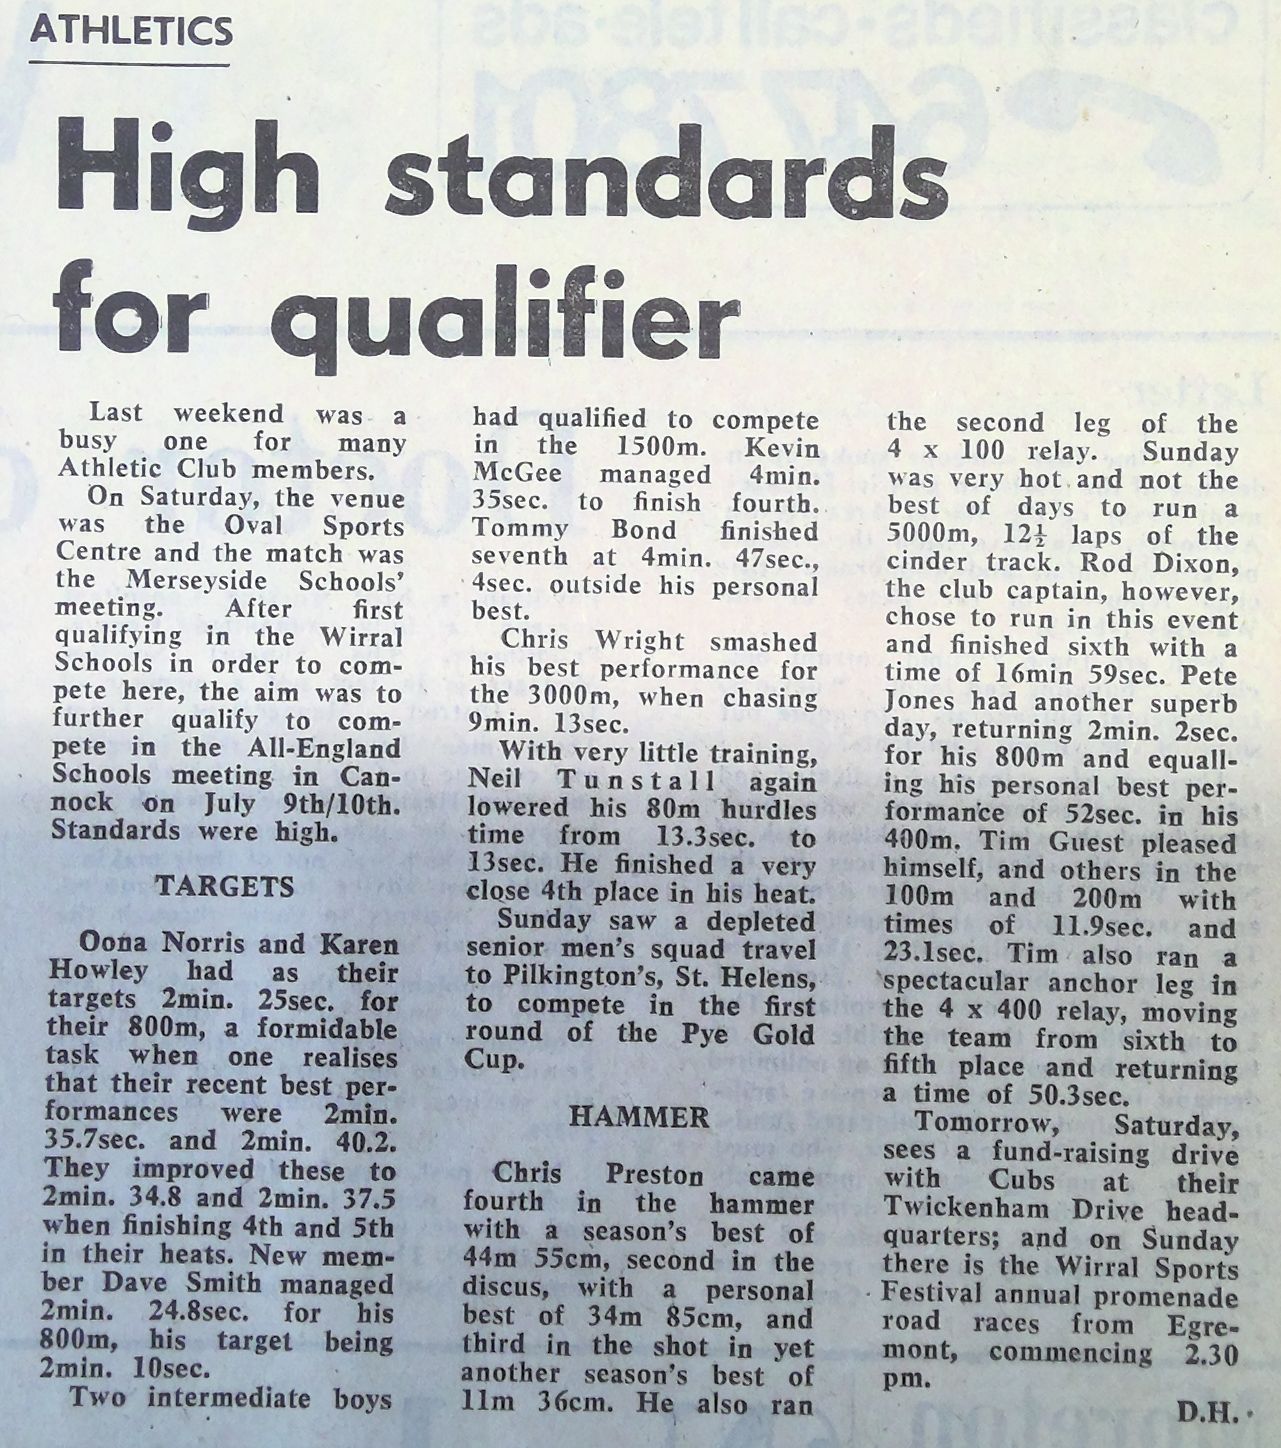 ATHLETICS
High standards
for qualifier
Last weekend was a
busy one for many
Athletic Club members.
On Saturday, the venue
was the Oval Sports
Centre and the match was
the Merseyside Schools'
meeting. After first
qualifying in the Wirral
Schools in order to com-
pete here, the aim was to
further qualify to com-
pete in the All-England
Schools meeting in Can-
nock on July 9th/10th.
Standards were high.
TARGETS
Oona Norris and Karen
Howley had as their
targets 2min. 25sec. for
their 800m, a formidable
task when one realises
that their recent best per-
formances were 2min.
35.7sec. and 2min. 40.2.
They improved these to
2min. 34.8 and 2min. 37.5
when finishing 4th and 5th
in their heats. New mem-
ber Dave Smith managed
2min. 24.8sec. for his
800m, his target being
2min. 10sec.
Two intermediate boys
had qualified to compete
in the 1500m. Kevin
McGee managed 4min.
35sec. to finish fourth.
Tommy Bond finished
seventh at 4min. 47sec.,
4sec. outside his personal
best.
Chris Wright smashed
his best performance for
the 3000m, when chasing
9min. 13sec.
With very little training,
Neil Tunstall again
lowered his 80m hurdles
time from 13.3sec. to
13sec. He finished a very
close 4th place in his heat.
Sunday saw a depleted
senior men's squad travel
to Pilkington's, St. Helens,
to compete in the first
round of the Pye Gold
Cup.
HAMMER
Chris Preston came
fourth in the hammer
with a season's best of
44m 55cm, second in the
discus, with a personal
best of 34m 85cm, and
third in the shot in yet
another season's best of
11m 36cm. He also ran
the second leg of the
4 x 100 relay. Sunday
was very hot and not the
best of days to run a
5000m, 12½ laps of the
cinder track. Rod Dixon,
the club captain, however,
chose to run in this event
and finished sixth with a
time of 16min 59sec. Pete
Jones had another superb
day, returning 2min. 2sec.
for his 800m and equall-
ing his personal best per-
formance of 52sec. in his
400m. Tim Guest pleased
himself, and others in the
100m and 200m with
times of 11.9sec. and
23.1sec. Tim also ran a
spectacular anchor leg in
the 4 x 400 relay, moving
the team from sixth to
fifth place and returning
a time of 50.3sec.
Tomorrow, Saturday,
sees a fund-raising drive
with Cubs at their
Twickenham Drive head-
quarters; and on Sunday
there is the Wirral Sports
Festival annual promenade
road races from Egre-
mont, commencing 2.30
pm.
D.H.